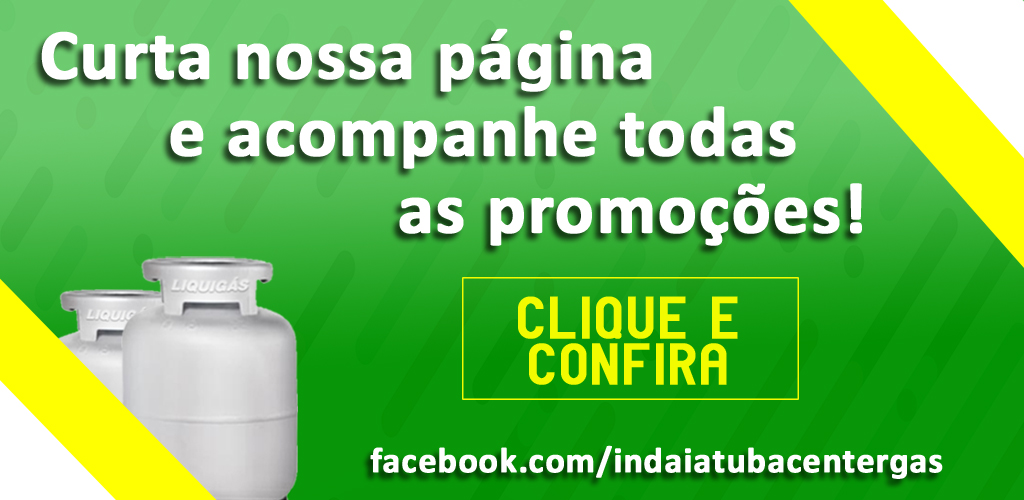 Curta nossa página
e acompanhe todas
as promoções!
LIQUIGÁS
LIQUIGÁS
CLIQUE E
CONFIRA
facebook.com/indaiatubacentergas